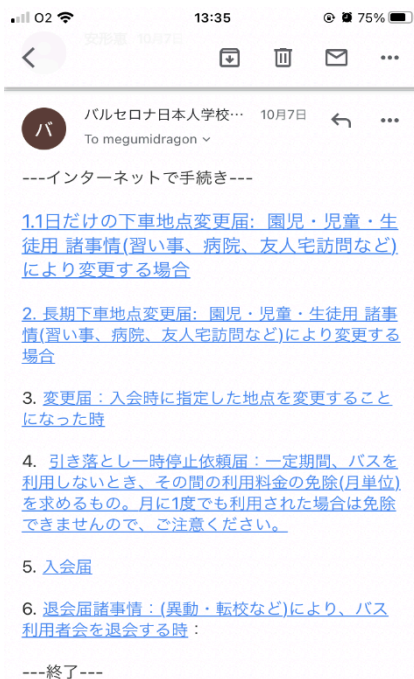 O2
13:35
75%
バルセロナ日本人学校…
10月7日
To megumidragon
バ
---インターネットで手続き---
1.1日だけの下車地点変更届: 園児・児童・生
徒用 諸事情(習い事、病院、友人宅訪問など)
により変更する場合
2. 長期下車地点変更届: 園児・児童・生徒用 諸事
情(習い事、病院、友人宅訪問など)により変更する
場合
3. 変更届：入会時に指定した地点を変更すること
になった時
4. 引き落とし一時停止依頼届：一定期間、バスを
利用しないとき、その間の利用料金の免除(月単位)
を求めるもの。月に1度でも利用された場合は免除
できませんので、ご注意ください。
5. 入会届
6. 退会届諸事情：(異動・転校など)により、バス
利用者会を退会する時：
---終了---